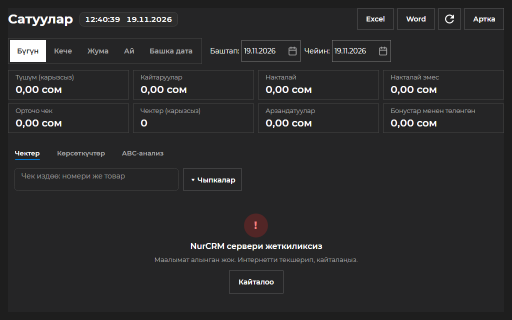 Сатуулар 12:40:39 19.11.2026 Excel Word Артка
Бүгүн Кече Жума Ай Башка дата Баштап: 19.11.2026 Чейин: 19.11.2026
Түшүм (карызсыз) Кайтаруулар Накталай Накталай эмес
0,00 сом 0,00 сом 0,00 сом 0,00 сом
Орточо чек Чектер (карызсыз) Арзандатуулар Бонустар менен төлөнгөн
0,00 сом 0 0,00 сом 0,00 сом
Чектер Көрсөткүчтөр ABC-анализ
Чек издөө: номери же товар Чыпкалар
!
NurCRM сервери жеткиликсиз
Маалымат алынган жок. Интернетти текшерип, кайталаңыз.
Кайталоо